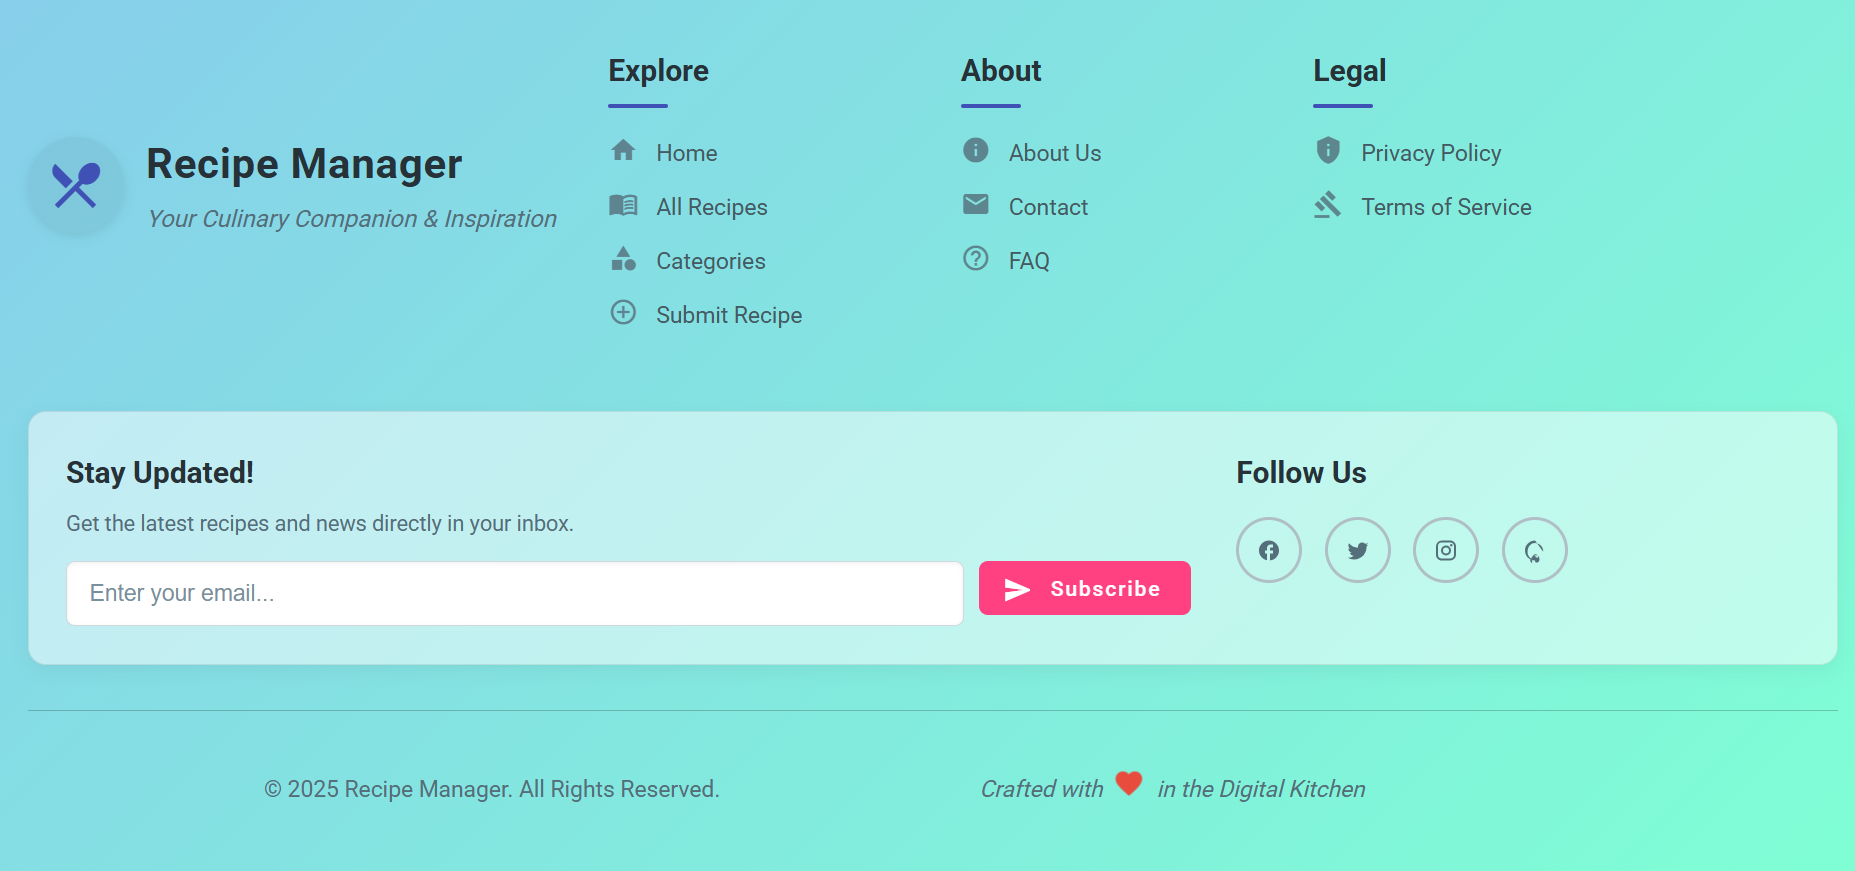 Recipe Manager
Your Culinary Companion & Inspiration
Explore
Home
All Recipes
Categories
Submit Recipe
About
About Us
Contact
FAQ
Legal
Privacy Policy
Terms of Service
Stay Updated!
Get the latest recipes and news directly in your inbox.
Enter your email...
Subscribe
Follow Us
© 2025 Recipe Manager. All Rights Reserved.
Crafted with ❤️ in the Digital Kitchen